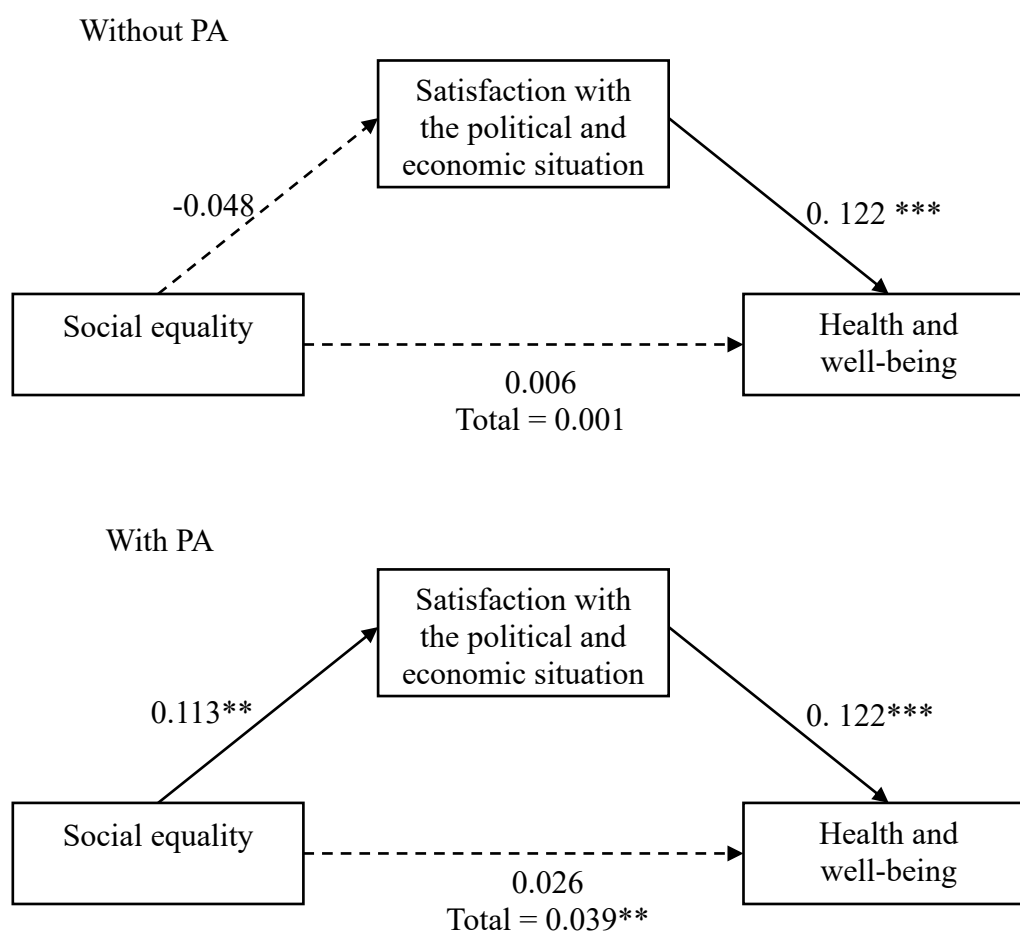 Without PA
Satisfaction with
the political and
economic situation
-0.048
0. 122 ***
Social equality
Health and
well-being
0.006
Total = 0.001
With PA
Satisfaction with
the political and
economic situation
0.113**
0. 122***
Social equality
Health and
well-being
0.026
Total = 0.039**